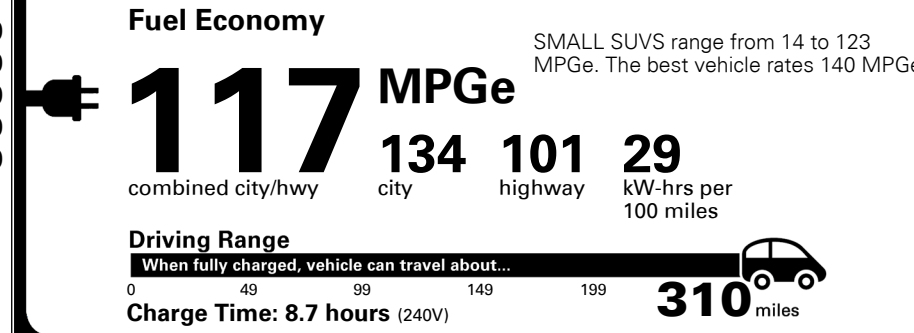 Fuel Economy
SMALL SUVS range from 14 to 123
MPGe. The best vehicle rates 140 MPGe
117 MPGe
combined city/hwy
134
city
101
highway
29
kW-hrs per
100 miles
Driving Range
When fully charged, vehicle can travel about...
0 49 99 149 199 310 miles
Charge Time: 8.7 hours (240V)